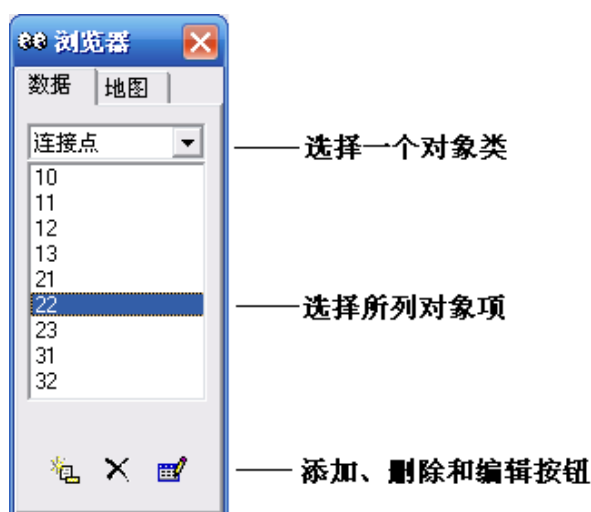 浏览器
数据 地图
连接点
选择一个对象类
10
11
12
13
21
22
选择所列对象项
23
31
32
添加、删除和编辑按钮